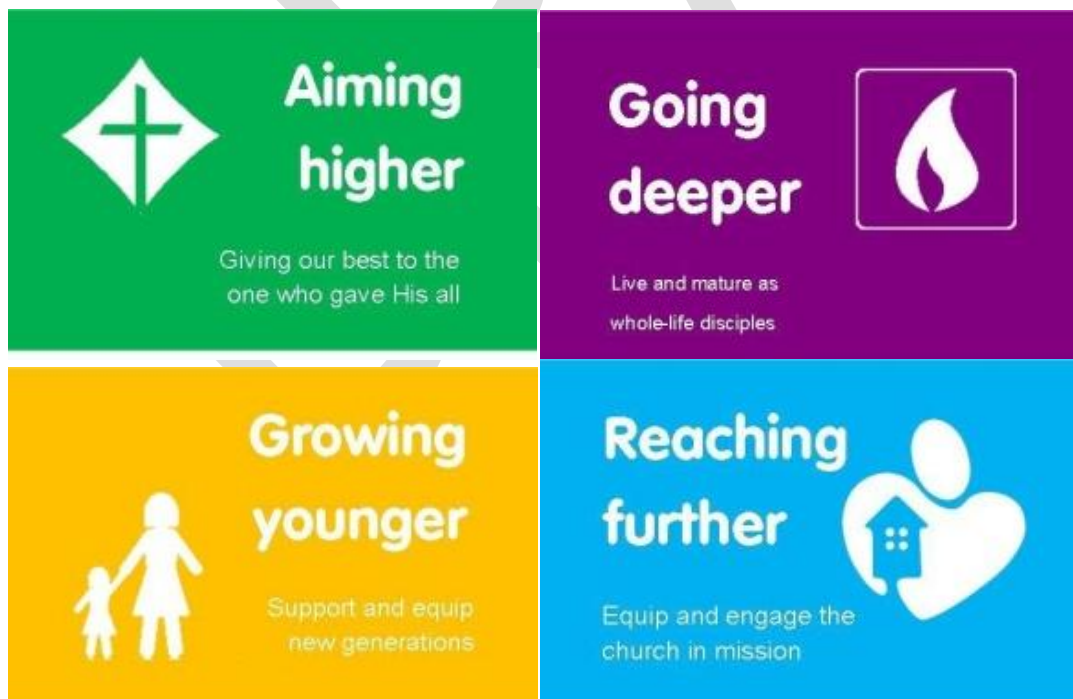 Aiming
higher
Giving our best to the
one who gave His all
Going
deeper
Live and mature as
whole-life disciples
Growing
younger
Support and equip
new generations
Reaching
further
Equip and engage the
church in mission